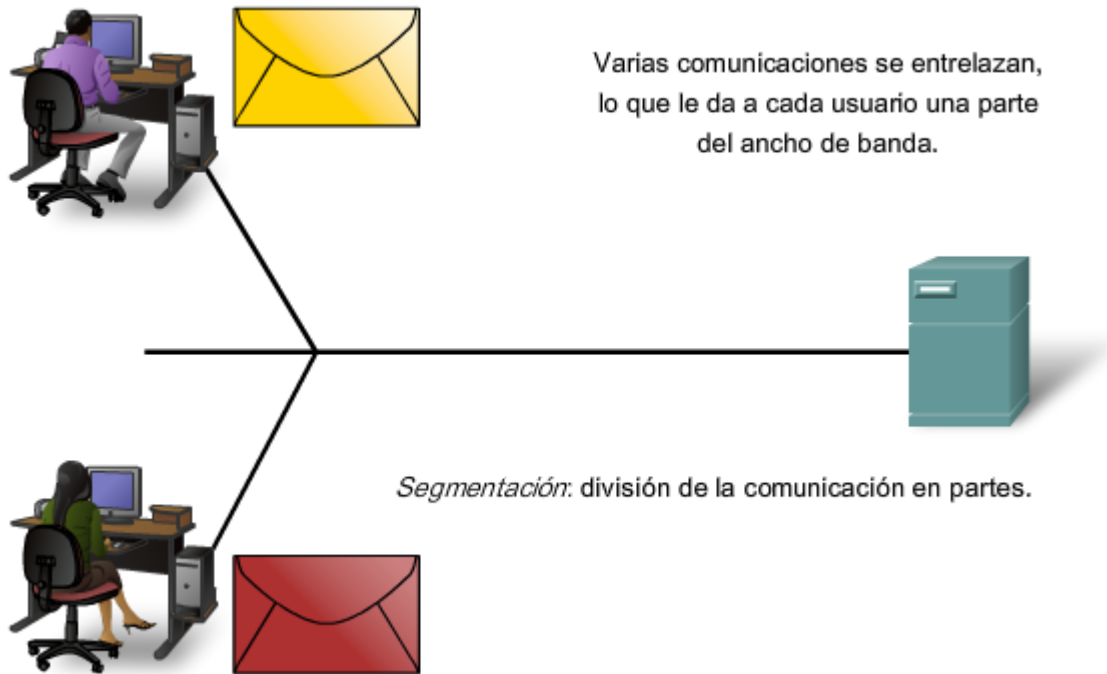 Varias comunicaciones se entrelazan,
lo que le da a cada usuario una parte
del ancho de banda.
Segmentación: división de la comunicación en partes.